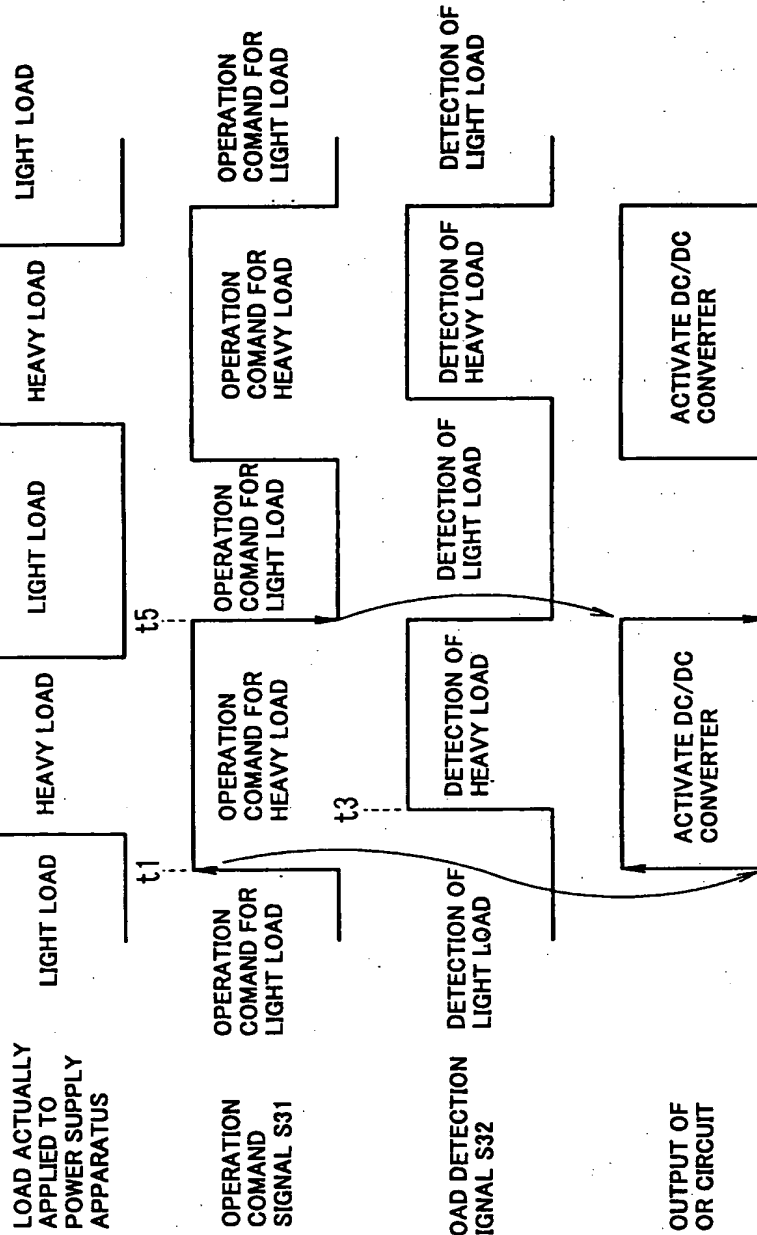 LOAD ACTUALLY
APPLIED TO
POWER SUPPLY
APPARATUS
LIGHT LOAD
HEAVY LOAD
LIGHT LOAD
HEAVY LOAD
LIGHT LOAD
t1
t5
OPERATION
COMAND
SIGNAL S31
OPERATION
COMAND FOR
LIGHT LOAD
OPERATION
COMAND FOR
HEAVY LOAD
OPERATION
COMAND FOR
LIGHT LOAD
OPERATION
COMAND FOR
HEAVY LOAD
OPERATION
COMAND FOR
LIGHT LOAD
t3
OAD DETECTION
IGNAL S32
DETECTION OF
LIGHT LOAD
DETECTION OF
HEAVY LOAD
DETECTION OF
LIGHT LOAD
DETECTION OF
HEAVY LOAD
DETECTION OF
LIGHT LOAD
OUTPUT OF
OR CIRCUIT
ACTIVATE DC/DC
CONVERTER
ACTIVATE DC/DC
CONVERTER